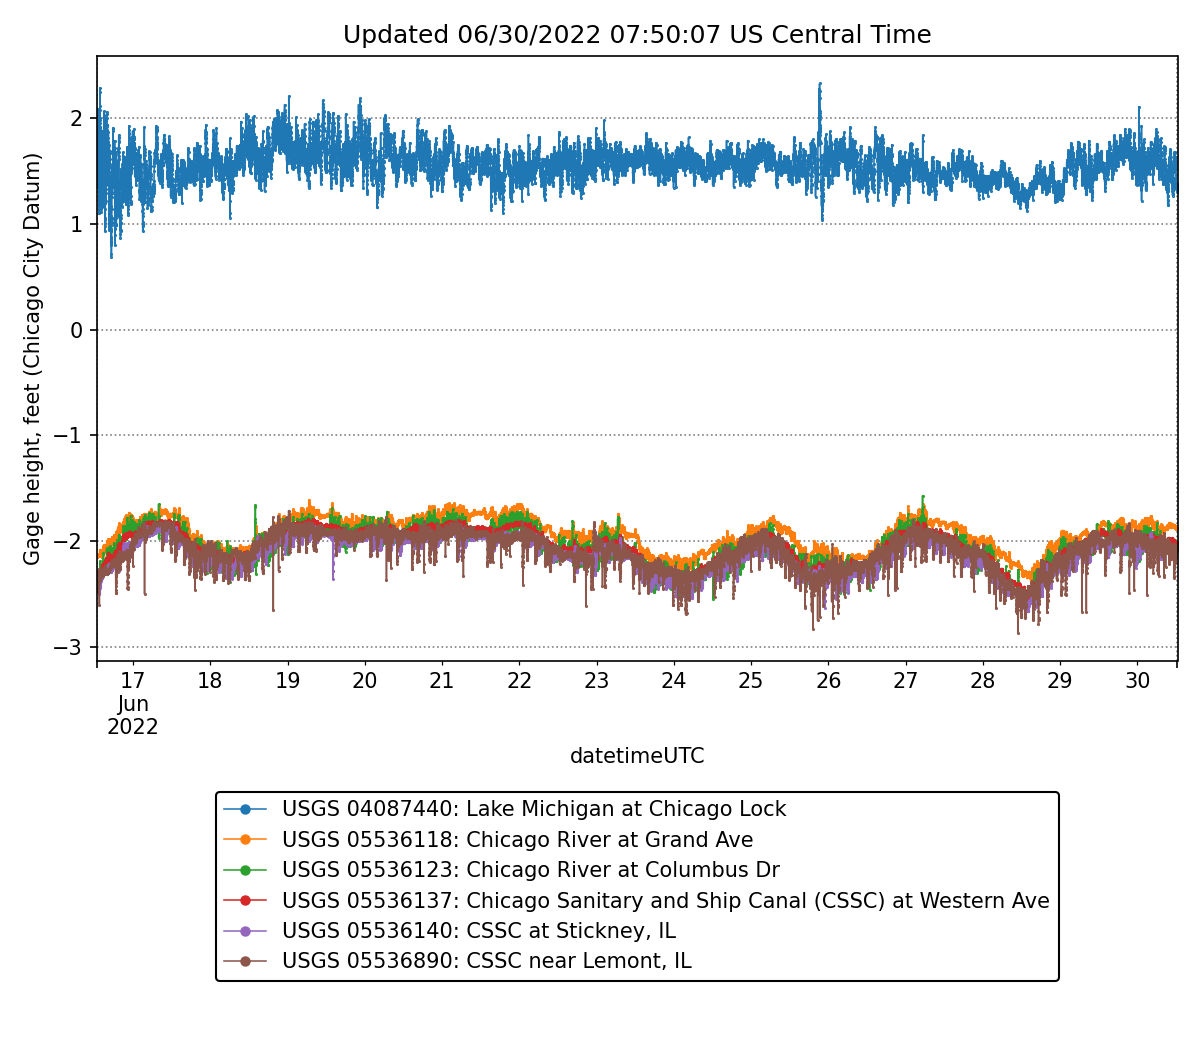 Updated 06/30/2022 07:50:07 US Central Time
Gage height, feet (Chicago City Datum)
2
1
0
−1
−2
−3
17 18 19 20 21 22 23 24 25 26 27 28 29 30
Jun
2022
datetimeUTC
USGS 04087440: Lake Michigan at Chicago Lock
USGS 05536118: Chicago River at Grand Ave
USGS 05536123: Chicago River at Columbus Dr
USGS 05536137: Chicago Sanitary and Ship Canal (CSSC) at Western Ave
USGS 05536140: CSSC at Stickney, IL
USGS 05536890: CSSC near Lemont, IL